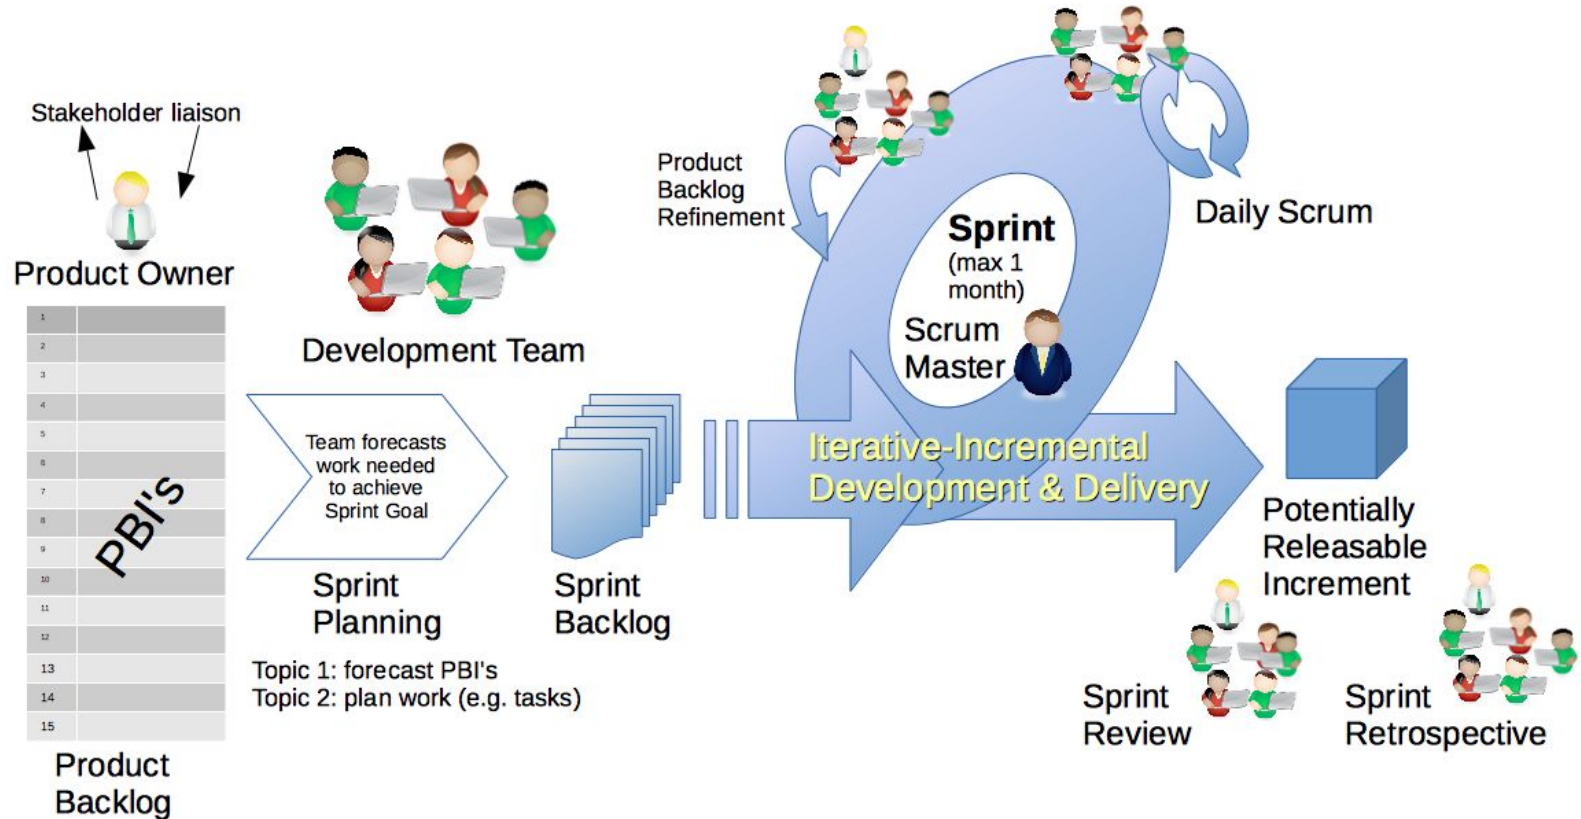 Stakeholder liaison
Product Owner
1
2
3
4
5
6
7
8
9
10
11
12
13
14
15
PBI's
Product
Backlog
Development Team
Team forecasts
work needed
to achieve
Sprint Goal
Sprint
Planning
Topic 1: forecast PBI's
Topic 2: plan work (e.g. tasks)
Sprint
Backlog
Product
Backlog
Refinement
Sprint
(max 1
month)
Scrum
Master
Daily Scrum
Iterative-Incremental
Development & Delivery
Potentially
Releasable
Increment
Sprint
Review
Sprint
Retrospective